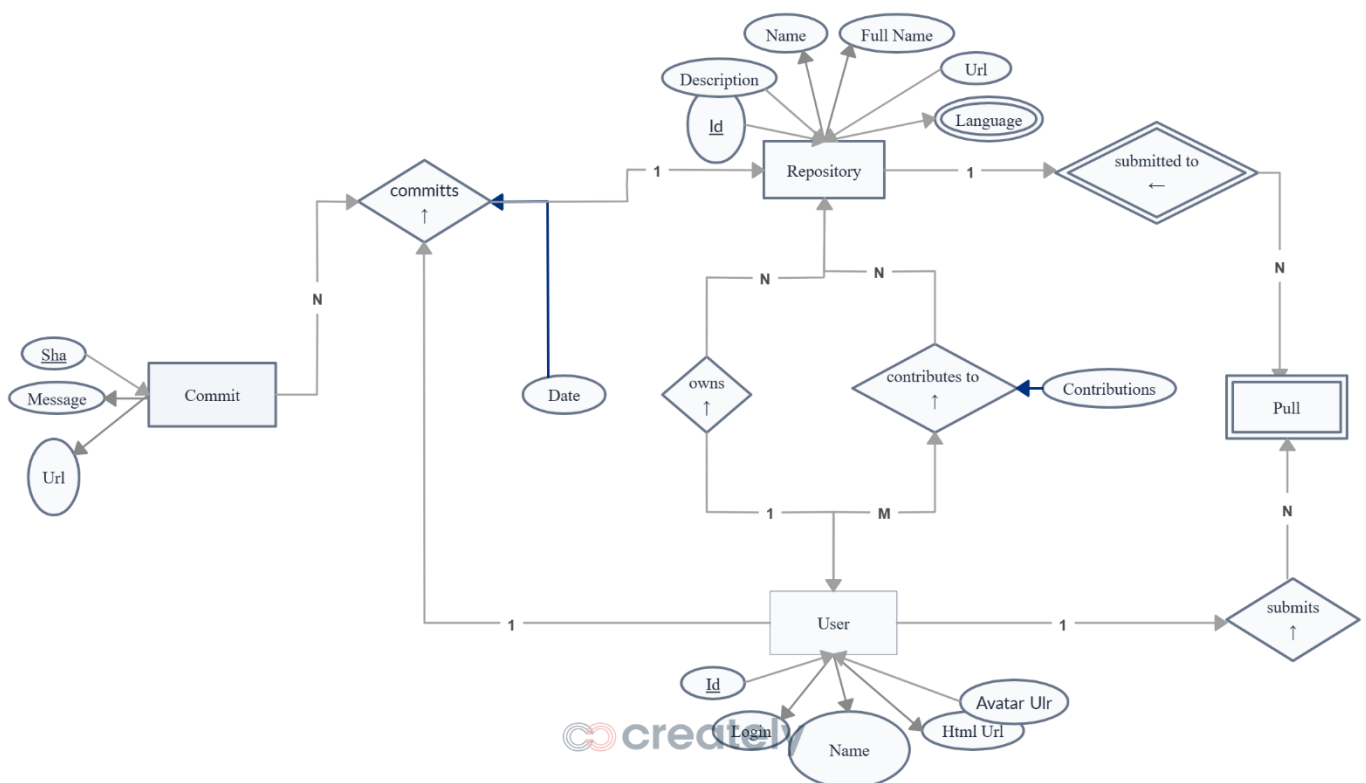 Name
Full Name
Description
Url
Id
Language
Repository
submitted to
←
1
1
committs
↑
N
N
N
N
Sha
Message
Url
Commit
Date
owns
↑
contributes to
↑
Contributions
Pull
1
M
N
1
User
1
submits
↑
Id
Login
Name
Html Url
Avatar Ulr
creately